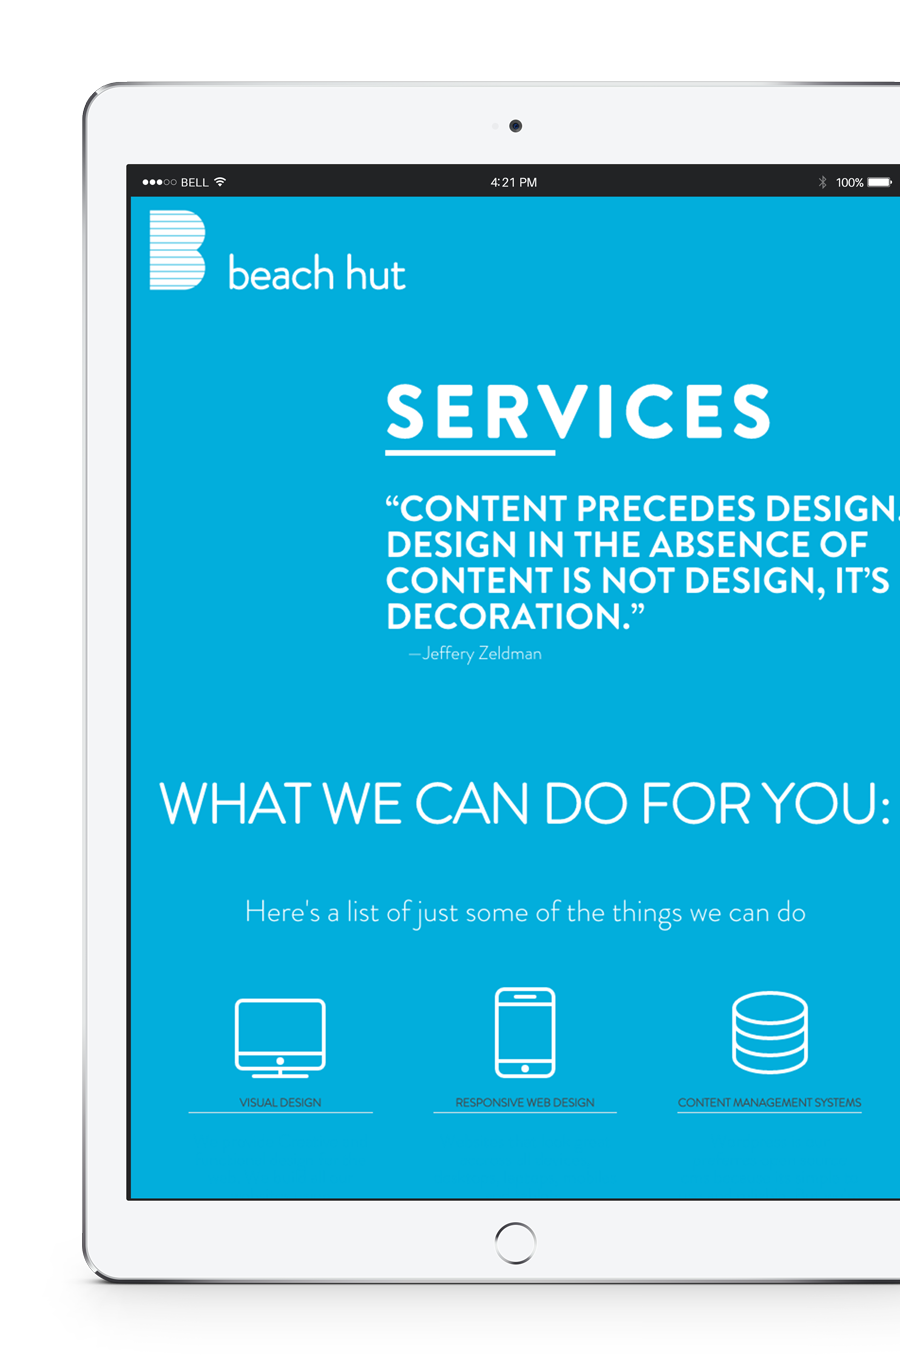 ●●●○○ BELL 4:21 PM 100%
B beach hut
SERVICES
“CONTENT PRECEDES DESIGN.
DESIGN IN THE ABSENCE OF
CONTENT IS NOT DESIGN, IT’S
DECORATION.”
—Jeffery Zeldman
WHAT WE CAN DO FOR YOU:
Here's a list of just some of the things we can do
VISUAL DESIGN RESPONSIVE WEB DESIGN CONTENT MANAGEMENT SYSTEMS